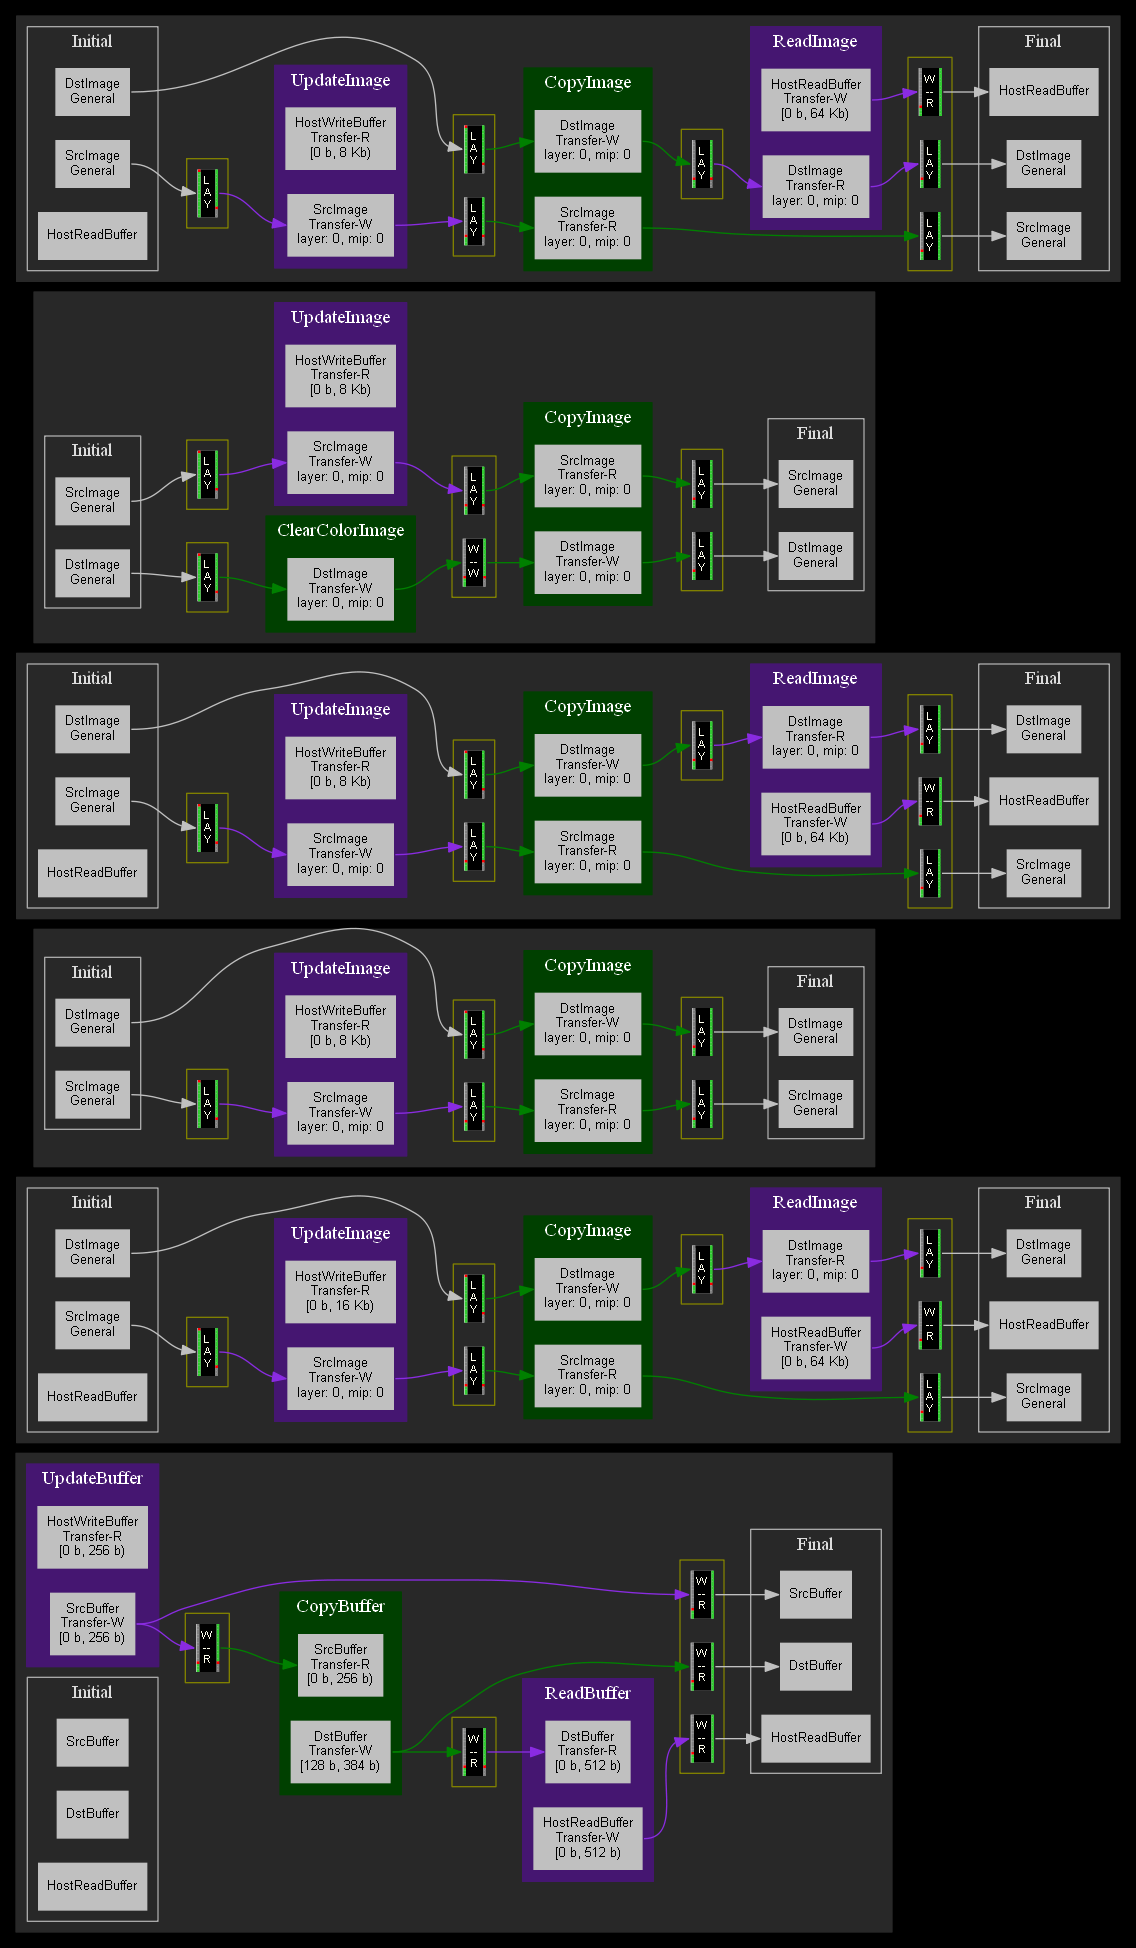 Initial
DstImage
General
SrcImage
General
HostReadBuffer
L
A
Y
UpdateImage
HostWriteBuffer
Transfer-R
[0 b, 8 Kb)
SrcImage
Transfer-W
layer: 0, mip: 0
L
A
Y
L
A
Y
CopyImage
DstImage
Transfer-W
layer: 0, mip: 0
SrcImage
Transfer-R
layer: 0, mip: 0
L
A
Y
ReadImage
HostReadBuffer
Transfer-W
[0 b, 64 Kb)
DstImage
Transfer-R
layer: 0, mip: 0
W
--
R
L
A
Y
L
A
Y
Final
HostReadBuffer
DstImage
General
SrcImage
General
Initial
SrcImage
General
DstImage
General
L
A
Y
L
A
Y
UpdateImage
HostWriteBuffer
Transfer-R
[0 b, 8 Kb)
SrcImage
Transfer-W
layer: 0, mip: 0
ClearColorImage
DstImage
Transfer-W
layer: 0, mip: 0
L
A
Y
W
--
W
CopyImage
SrcImage
Transfer-R
layer: 0, mip: 0
DstImage
Transfer-W
layer: 0, mip: 0
L
A
Y
L
A
Y
Final
SrcImage
General
DstImage
General
Initial
DstImage
General
SrcImage
General
HostReadBuffer
L
A
Y
UpdateImage
HostWriteBuffer
Transfer-R
[0 b, 8 Kb)
SrcImage
Transfer-W
layer: 0, mip: 0
L
A
Y
L
A
Y
CopyImage
DstImage
Transfer-W
layer: 0, mip: 0
SrcImage
Transfer-R
layer: 0, mip: 0
L
A
Y
ReadImage
DstImage
Transfer-R
layer: 0, mip: 0
HostReadBuffer
Transfer-W
[0 b, 64 Kb)
L
A
Y
W
--
R
L
A
Y
Final
DstImage
General
HostReadBuffer
SrcImage
General
Initial
DstImage
General
SrcImage
General
L
A
Y
UpdateImage
HostWriteBuffer
Transfer-R
[0 b, 8 Kb)
SrcImage
Transfer-W
layer: 0, mip: 0
L
A
Y
L
A
Y
CopyImage
DstImage
Transfer-W
layer: 0, mip: 0
SrcImage
Transfer-R
layer: 0, mip: 0
L
A
Y
L
A
Y
Final
DstImage
General
SrcImage
General
Initial
DstImage
General
SrcImage
General
HostReadBuffer
L
A
Y
UpdateImage
HostWriteBuffer
Transfer-R
[0 b, 16 Kb)
SrcImage
Transfer-W
layer: 0, mip: 0
L
A
Y
L
A
Y
CopyImage
DstImage
Transfer-W
layer: 0, mip: 0
SrcImage
Transfer-R
layer: 0, mip: 0
L
A
Y
ReadImage
DstImage
Transfer-R
layer: 0, mip: 0
HostReadBuffer
Transfer-W
[0 b, 64 Kb)
L
A
Y
W
--
R
L
A
Y
Final
DstImage
General
HostReadBuffer
SrcImage
General
UpdateBuffer
HostWriteBuffer
Transfer-R
[0 b, 256 b)
SrcBuffer
Transfer-W
[0 b, 256 b)
Initial
SrcBuffer
DstBuffer
HostReadBuffer
W
--
R
CopyBuffer
SrcBuffer
Transfer-R
[0 b, 256 b)
DstBuffer
Transfer-W
[128 b, 384 b)
W
--
R
ReadBuffer
DstBuffer
Transfer-R
[0 b, 512 b)
HostReadBuffer
Transfer-W
[0 b, 512 b)
W
--
R
W
--
R
W
--
R
Final
SrcBuffer
DstBuffer
HostReadBuffer